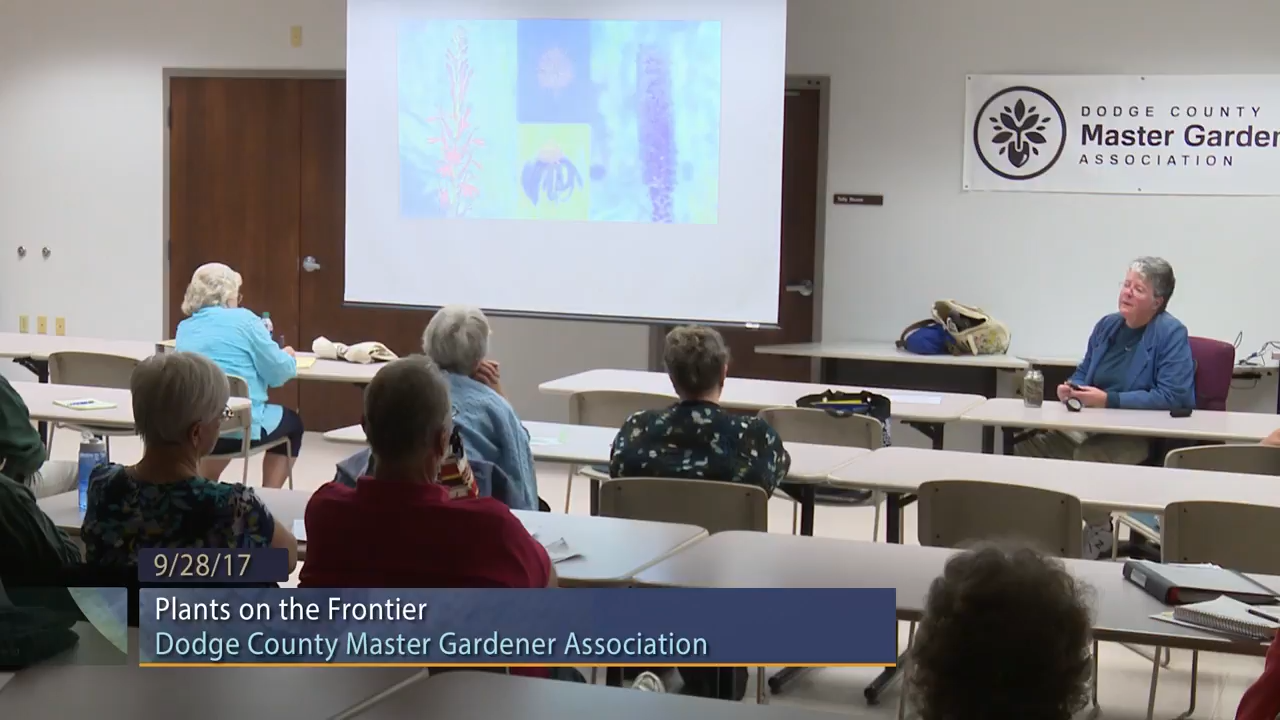 DODGE COUNTY
Master Garden
ASSOCIATION
9/28/17
Plants on the Frontier
Dodge County Master Gardener Association